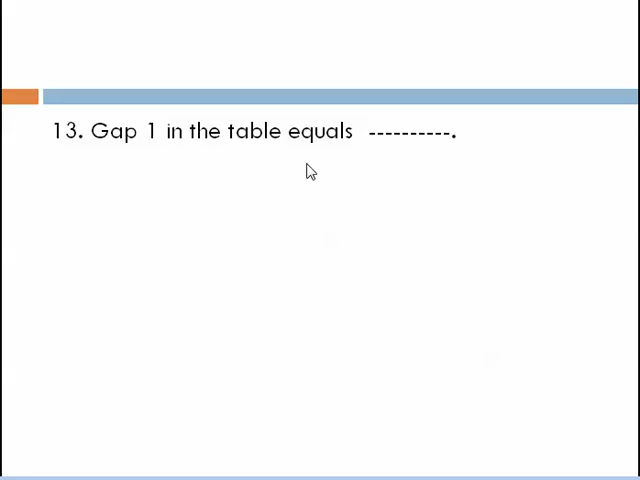 13. Gap 1 in the table equals  ----------.